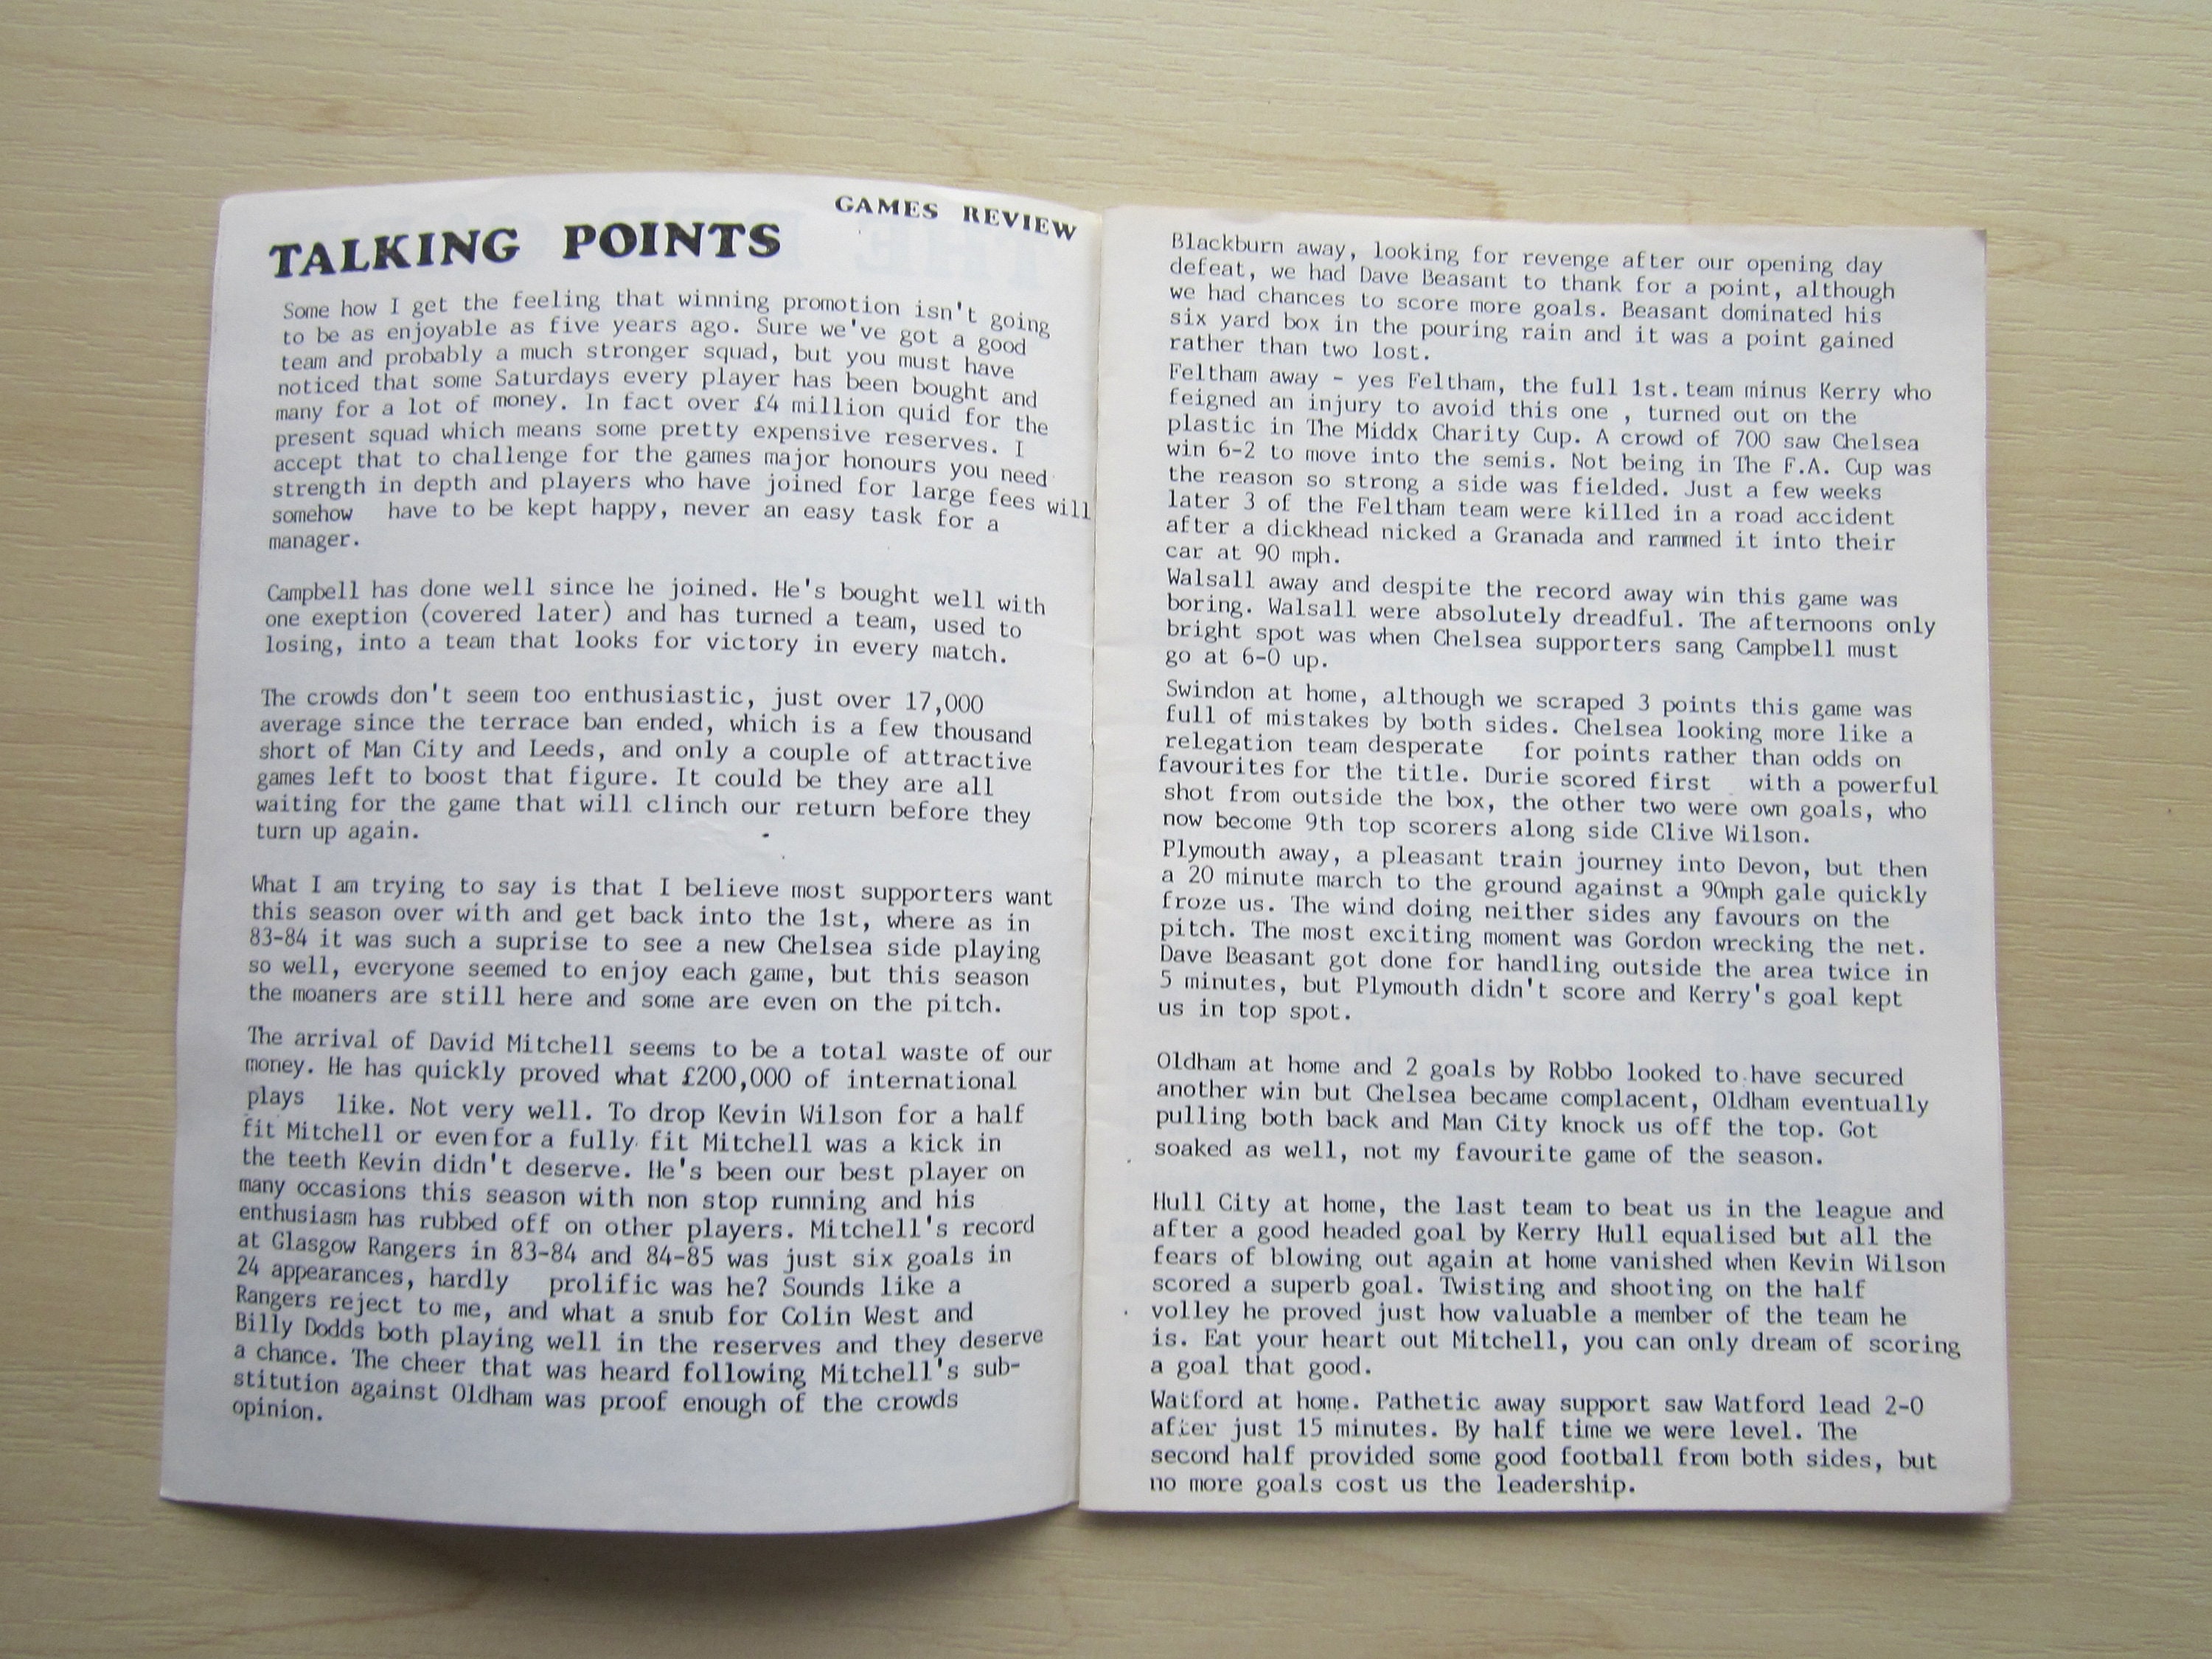 TALKING POINTS
GAMES REVIEW
Some how I get the feeling that winning promotion isn't going
to be as enjoyable as five years ago. Sure we've got a good
team and probably a much stronger squad, but you must have
noticed that some Saturdays every player has been bought and
many for a lot of money. In fact over £4 million quid for the
present squad which means some pretty expensive reserves. I
accept that to challenge for the games major honours you need
strength in depth and players who have joined for large fees will
somehow have to be kept happy, never an easy task for a
manager.
Campbell has done well since he joined. He's bought well with
one exeption (covered later) and has turned a team, used to
losing, into a team that looks for victory in every match.
The crowds don't seem too enthusiastic, just over 17,000
average since the terrace ban ended, which is a few thousand
short of Man City and Leeds, and only a couple of attractive
games left to boost that figure. It could be they are all
waiting for the game that will clinch our return before they
turn up again.
What I am trying to say is that I believe most supporters want
this season over with and get back into the 1st, where as in
83-84 it was such a suprise to see a new Chelsea side playing
so well, everyone seemed to enjoy each game, but this season
the moaners are still here and some are even on the pitch.
The arrival of David Mitchell seems to be a total waste of our
money. He has quickly proved what £200,000 of international
plays like. Not very well. To drop Kevin Wilson for a half
fit Mitchell or even for a fully fit Mitchell was a kick in
the teeth Kevin didn't deserve. He's been our best player on
many occasions this season with non stop running and his
enthusiasm has rubbed off on other players. Mitchell's record
at Glasgow Rangers in 83-84 and 84-85 was just six goals in
24 appearances, hardly prolific was he? Sounds like a
Rangers reject to me, and what a snub for Colin West and
Billy Dodds both playing well in the reserves and they deserve
a chance. The cheer that was heard following Mitchell's sub-
stitution against Oldham was proof enough of the crowds
opinion.
Blackburn away, looking for revenge after our opening day
defeat, we had Dave Beasant to thank for a point, although
we had chances to score more goals. Beasant dominated his
six yard box in the pouring rain and it was a point gained
rather than two lost.
Feltham away - yes Feltham, the full 1st. team minus Kerry who
feigned an injury to avoid this one , turned out on the
plastic in The Middx Charity Cup. A crowd of 700 saw Chelsea
win 6-2 to move into the semis. Not being in The F.A. Cup was
the reason so strong a side was fielded. Just a few weeks
later 3 of the Feltham team were killed in a road accident
after a dickhead nicked a Granada and rammed it into their
car at 90 mph.
Walsall away and despite the record away win this game was
boring. Walsall were absolutely dreadful. The afternoons only
bright spot was when Chelsea supporters sang Campbell must
go at 6-0 up.
Swindon at home, although we scraped 3 points this game was
full of mistakes by both sides. Chelsea looking more like a
relegation team desperate for points rather than odds on
favourites for the title. Durie scored first with a powerful
shot from outside the box, the other two were own goals, who
now become 9th top scorers along side Clive Wilson.
Plymouth away, a pleasant train journey into Devon, but then
a 20 minute march to the ground against a 90mph gale quickly
froze us. The wind doing neither sides any favours on the
pitch. The most exciting moment was Gordon wrecking the net.
Dave Beasant got done for handling outside the area twice in
5 minutes, but Plymouth didn't score and Kerry's goal kept
us in top spot.
Oldham at home and 2 goals by Robbo looked to have secured
another win but Chelsea became complacent, Oldham eventually
pulling both back and Man City knock us off the top. Got
soaked as well, not my favourite game of the season.
Hull City at home, the last team to beat us in the league and
after a good headed goal by Kerry Hull equalised but all the
fears of blowing out again at home vanished when Kevin Wilson
scored a superb goal. Twisting and shooting on the half
volley he proved just how valuable a member of the team he
is. Eat your heart out Mitchell, you can only dream of scoring
a goal that good.
Watford at home. Pathetic away support saw Watford lead 2-0
after just 15 minutes. By half time we were level. The
second half provided some good football from both sides, but
no more goals cost us the leadership.